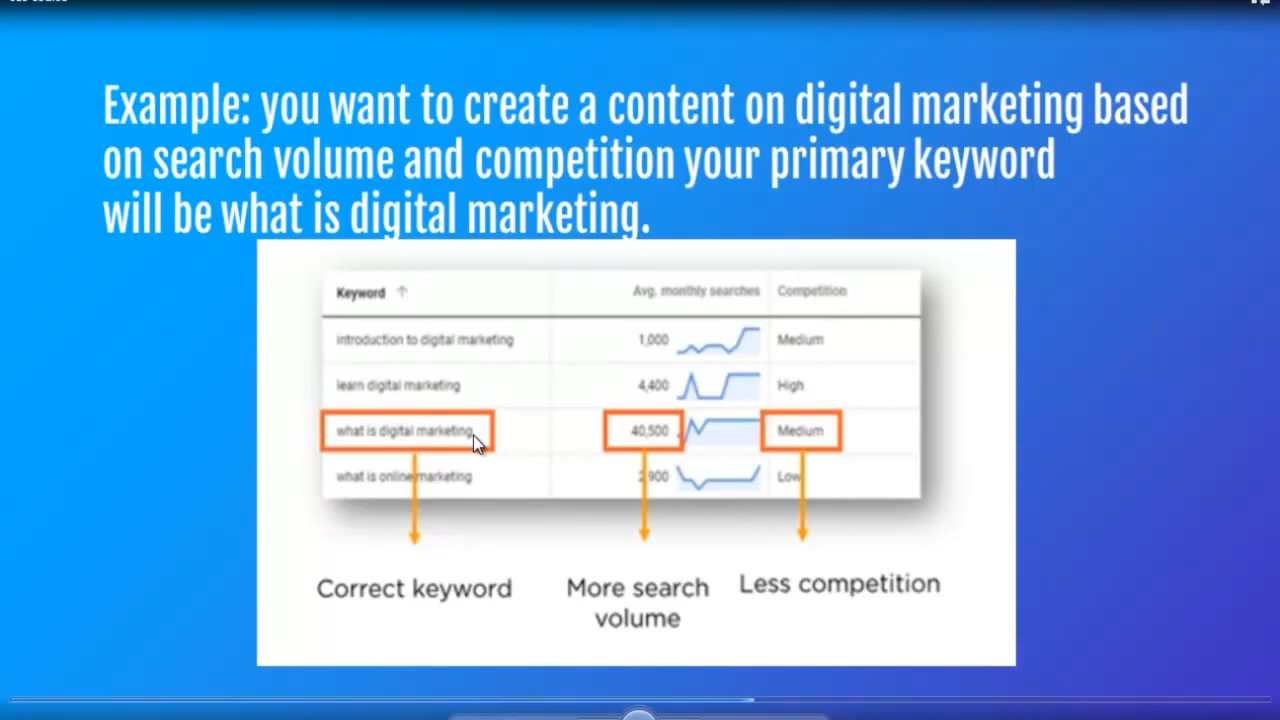 Example: you want to create a content on digital marketing based
on search volume and competition your primary keyword
will be what is digital marketing.
Keyword ↑ Avg. monthly searches Competition
introduction to digital marketing 1,000 Medium
learn digital marketing 4,400 High
what is digital marketing 40,500 Medium
what is online marketing 2,900 Low
Correct keyword More search volume Less competition